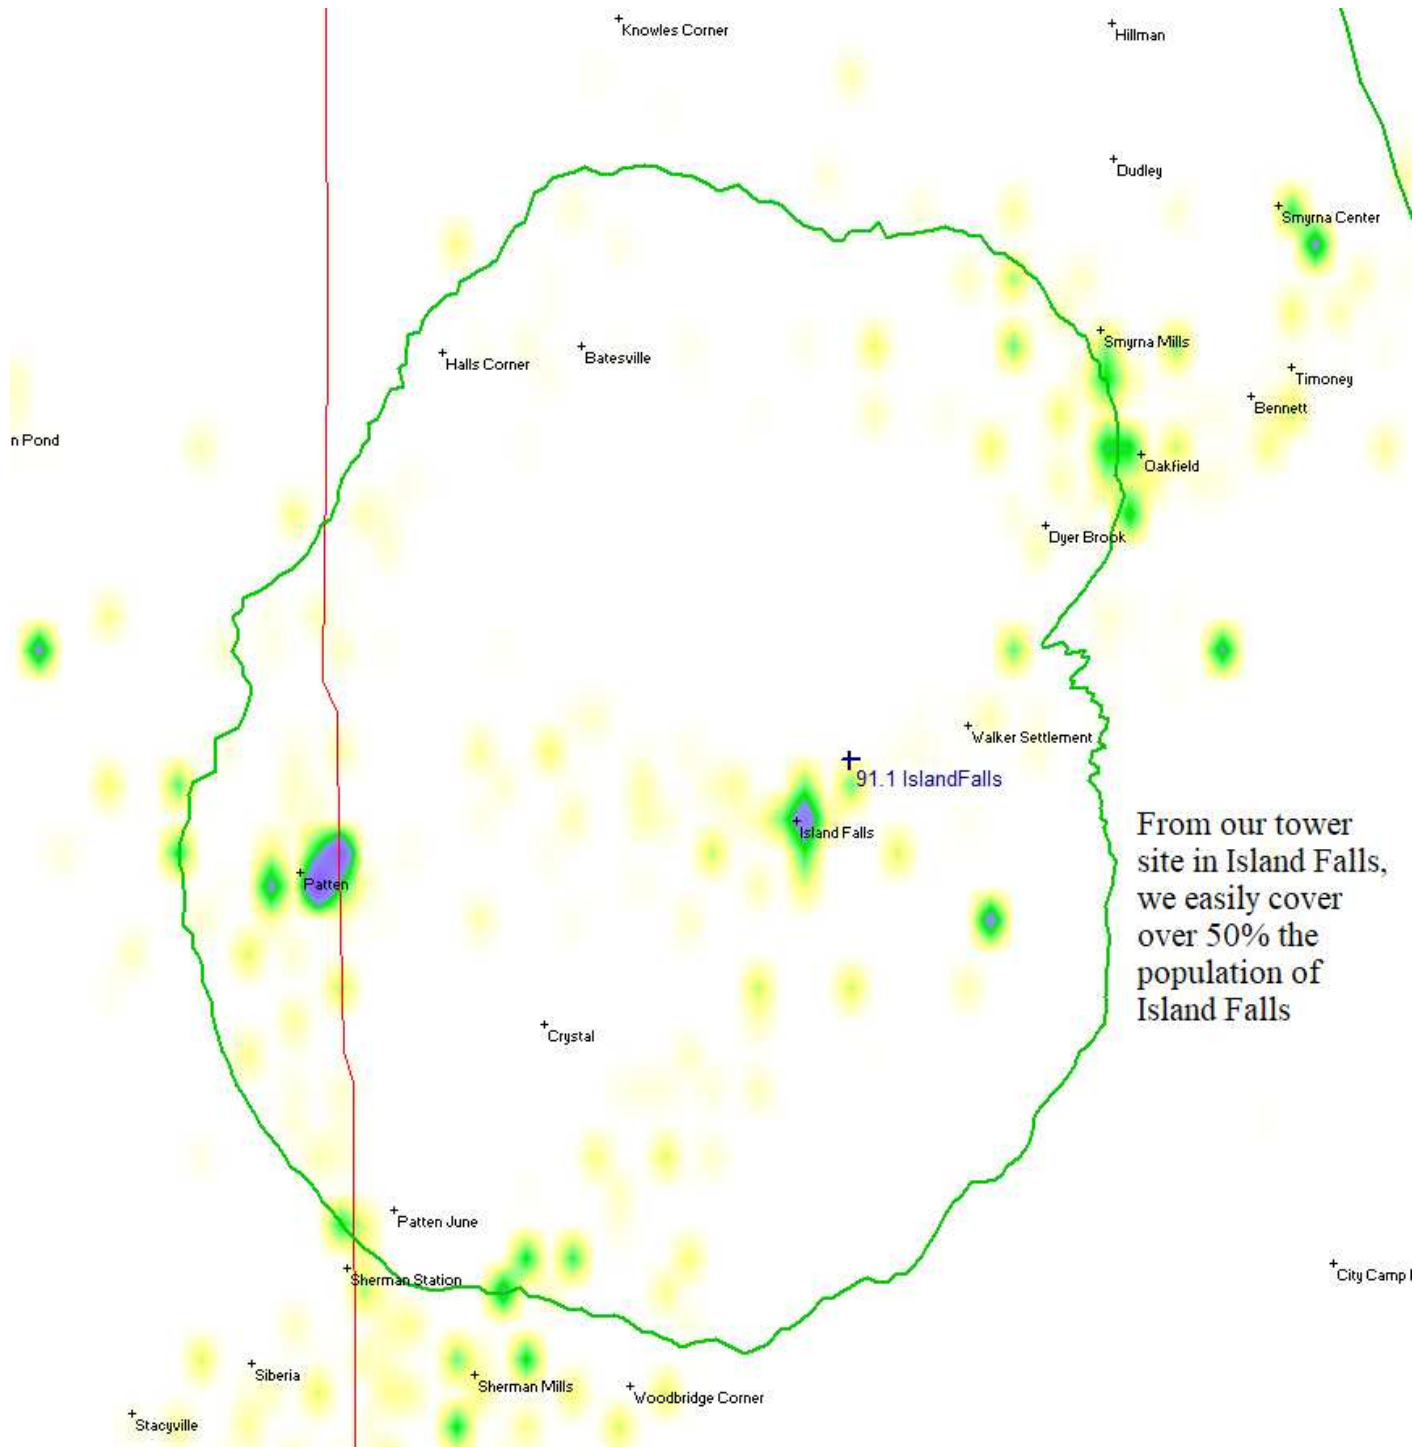 Knowles Corner
Hillman
Dudley
Smyrna Center
Smyrna Mills
Halls Corner
Batesville
Timoney
Bennett
n Pond
Oakfield
Dyer Brook
Walker Settlement
91.1 IslandFalls
Island Falls
From our tower
site in Island Falls,
we easily cover
over 50% the
population of
Island Falls
Patten
Crystal
Patten June
Sherman Station
City Camp
Siberia
Sherman Mills
Woodbridge Corner
Stacyville